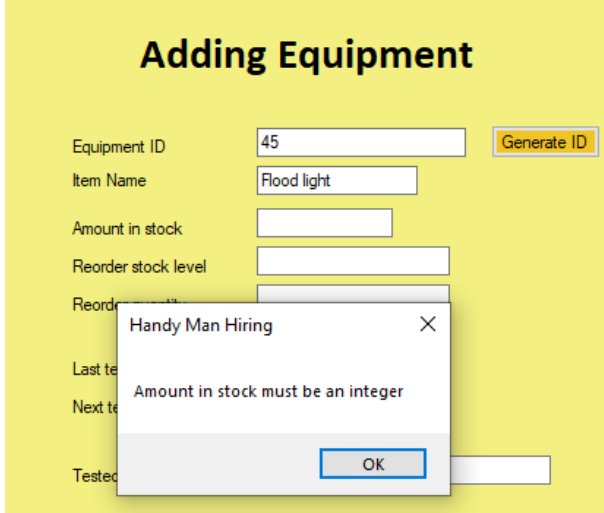 Adding Equipment
Equipment ID 45 Generate ID
Item Name Flood light
Amount in stock
Reorder stock level
Handy Man Hiring
Amount in stock must be an integer
OK
Tested